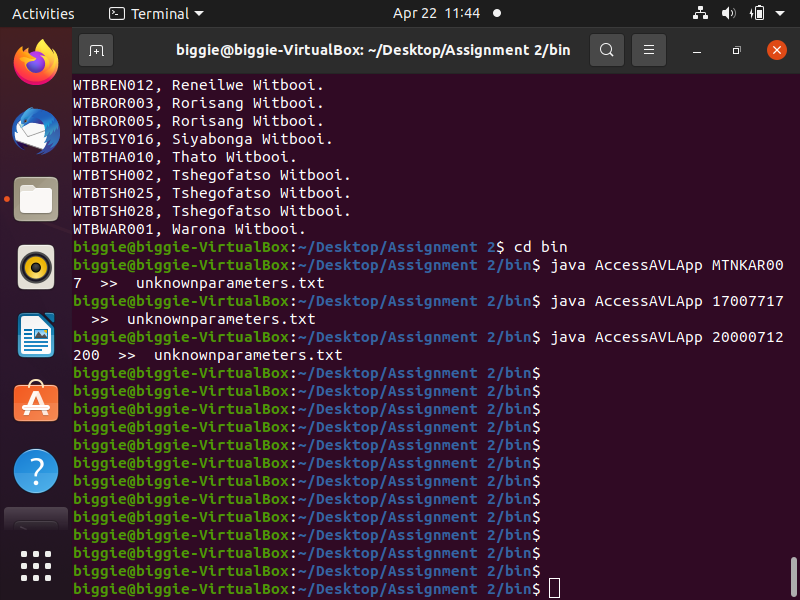 Activities
Terminal
Apr 22 11:44
biggie@biggie-VirtualBox: ~/Desktop/Assignment 2/bin
WTBREN012, Reneilwe Witbooi.
WTBROR003, Rorisang Witbooi.
WTBROR005, Rorisang Witbooi.
WTBSIY016, Siyabonga Witbooi.
WTBTHA010, Thato Witbooi.
WTBTSH002, Tshegofatso Witbooi.
WTBTSH025, Tshegofatso Witbooi.
WTBTSH028, Tshegofatso Witbooi.
WTBWAR001, Warona Witbooi.
biggie@biggie-VirtualBox:~/Desktop/Assignment 2$ cd bin
biggie@biggie-VirtualBox:~/Desktop/Assignment 2/bin$ java AccessAVLApp MTNKAR00
7  >>  unknownparameters.txt
biggie@biggie-VirtualBox:~/Desktop/Assignment 2/bin$ java AccessAVLApp 17007717
  >>  unknownparameters.txt
biggie@biggie-VirtualBox:~/Desktop/Assignment 2/bin$ java AccessAVLApp 20000712
200  >>  unknownparameters.txt
biggie@biggie-VirtualBox:~/Desktop/Assignment 2/bin$
biggie@biggie-VirtualBox:~/Desktop/Assignment 2/bin$
biggie@biggie-VirtualBox:~/Desktop/Assignment 2/bin$
biggie@biggie-VirtualBox:~/Desktop/Assignment 2/bin$
biggie@biggie-VirtualBox:~/Desktop/Assignment 2/bin$
biggie@biggie-VirtualBox:~/Desktop/Assignment 2/bin$
biggie@biggie-VirtualBox:~/Desktop/Assignment 2/bin$
biggie@biggie-VirtualBox:~/Desktop/Assignment 2/bin$
biggie@biggie-VirtualBox:~/Desktop/Assignment 2/bin$
biggie@biggie-VirtualBox:~/Desktop/Assignment 2/bin$
biggie@biggie-VirtualBox:~/Desktop/Assignment 2/bin$
biggie@biggie-VirtualBox:~/Desktop/Assignment 2/bin$
biggie@biggie-VirtualBox:~/Desktop/Assignment 2/bin$